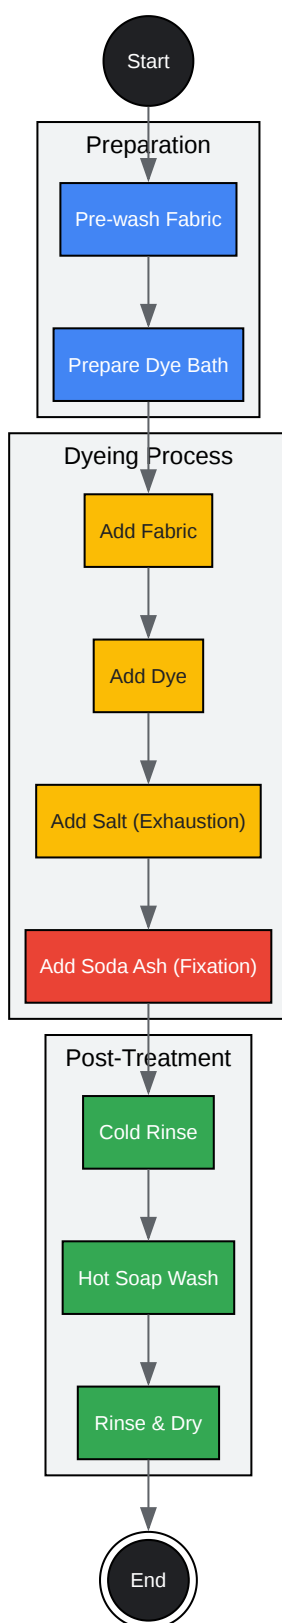 Start
Preparation
Pre-wash Fabric
Prepare Dye Bath
Dyeing Process
Add Fabric
Add Dye
Add Salt (Exhaustion)
Add Soda Ash (Fixation)
Post-Treatment
Cold Rinse
Hot Soap Wash
Rinse & Dry
End